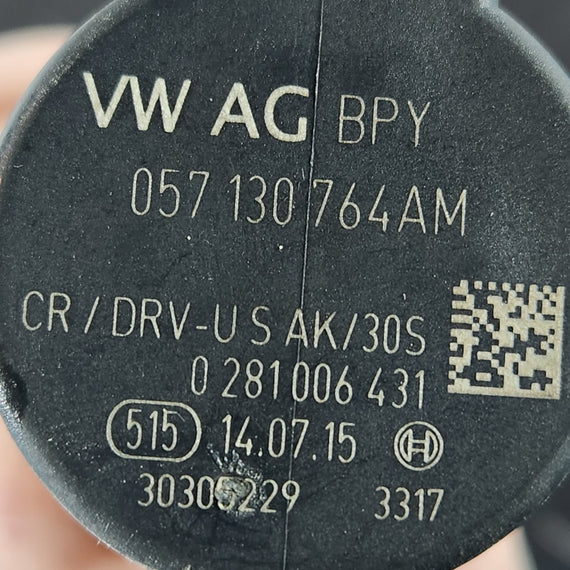 VW AG BPY
057 130 764AM
CR/DRV-U S AK/30S
0 281 006 431
515 14.07.15
30305229 3317